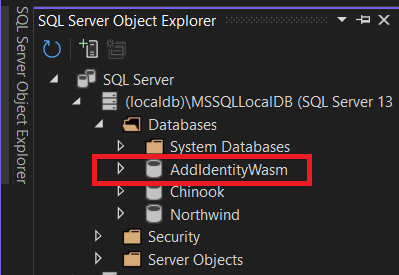 SQL Server Object Explorer
SQL Server Object Explorer
SQL Server
(localdb)\MSSQLLocalDB (SQL Server 13.
Databases
System Databases
AddIdentityWasm
Chinook
Northwind
Security
Server Objects